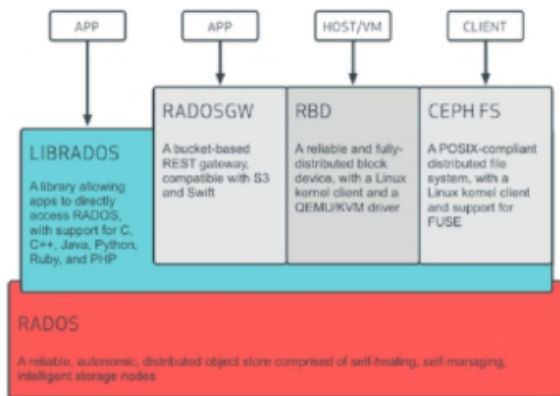 APP
APP
HOST/VM
CLIENT
RADOSGW
A bucket-based
REST gateway,
compatible with S3
and Swift
RBD
A reliable and fully-
distributed block
device, with a Linux
kernel client and a
QEMU/KVM driver
CEPH FS
A POSIX-compliant
distributed file
system, with a
Linux kernel client
and support for
FUSE
LIBRADOS
A library allowing
apps to directly
access RADOS,
with support for C,
C++, Java, Python,
Ruby, and PHP
RADOS
A reliable, autonomic, distributed object store comprised of self-healing, self-managing,
intelligent storage nodes